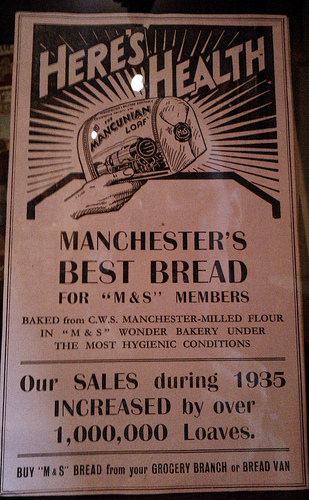 HERE'S
HEALTH
THE
MANCUNIAN
LOAF
M&S
MANCHESTER'S
BEST BREAD
FOR "M & S" MEMBERS
BAKED from C.W.S. MANCHESTER-MILLED FLOUR
IN "M & S" WONDER BAKERY UNDER
THE MOST HYGIENIC CONDITIONS
Our SALES during 1935
INCREASED by over
1,000,000 Loaves.
BUY "M & S" BREAD from your GROCERY BRANCH or BREAD VAN